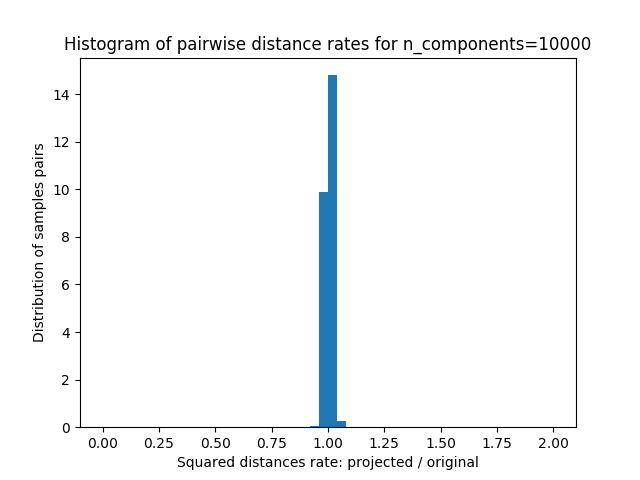 Histogram of pairwise distance rates for n_components=10000
Distribution of samples pairs
14
12
10
8
6
4
2
0
0.00 0.25 0.50 0.75 1.00 1.25 1.50 1.75 2.00
Squared distances rate: projected / original